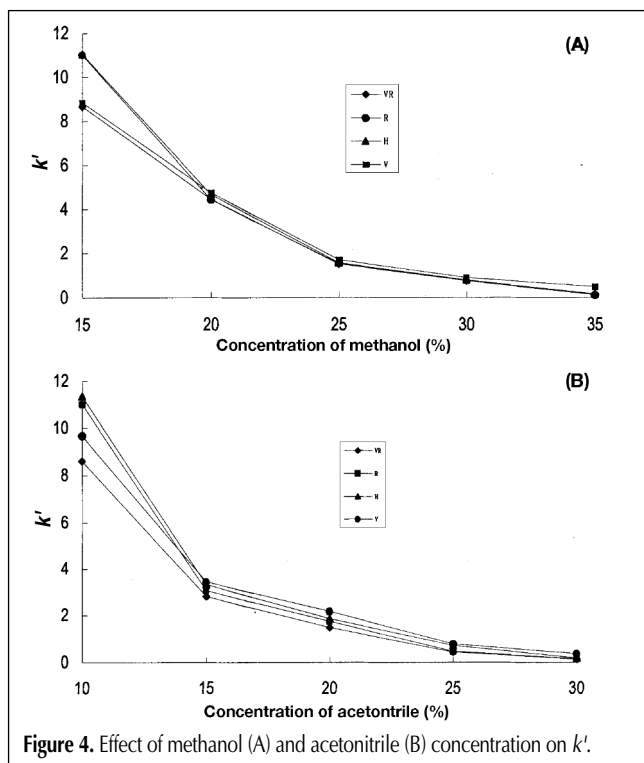 (A)
12
10
8
6
4
2
0
k'
VR
R
H
V
15 20 25 30 35
Concentration of methanol (%)
(B)
12
10
8
6
4
2
0
k'
VR
R
H
V
10 15 20 25 30
Concentration of acetontrile (%)
Figure 4. Effect of methanol (A) and acetonitrile (B) concentration on k'.